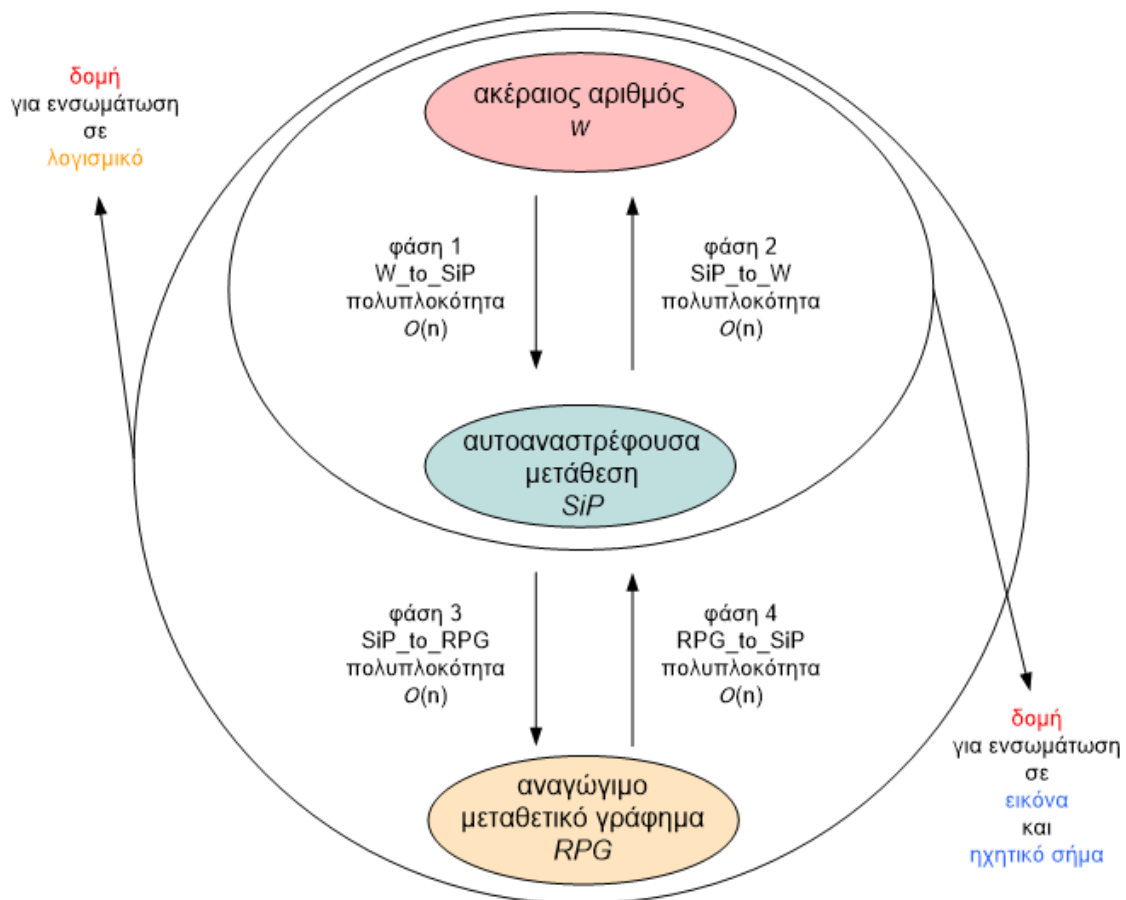 δομή
για ενσωμάτωση
σε
λογισμικό
ακέραιος αριθμός
w
φάση 1
W_to_SiP
πολυπλοκότητα
O(n)
φάση 2
SiP_to_W
πολυπλοκότητα
O(n)
αυτοαναστρέφουσα
μετάθεση
SiP
φάση 3
SiP_to_RPG
πολυπλοκότητα
O(n)
φάση 4
RPG_to_SiP
πολυπλοκότητα
O(n)
αναγώγιμο
μεταθετικό γράφημα
RPG
δομή
για ενσωμάτωση
σε
εικόνα
και
ηχητικό σήμα